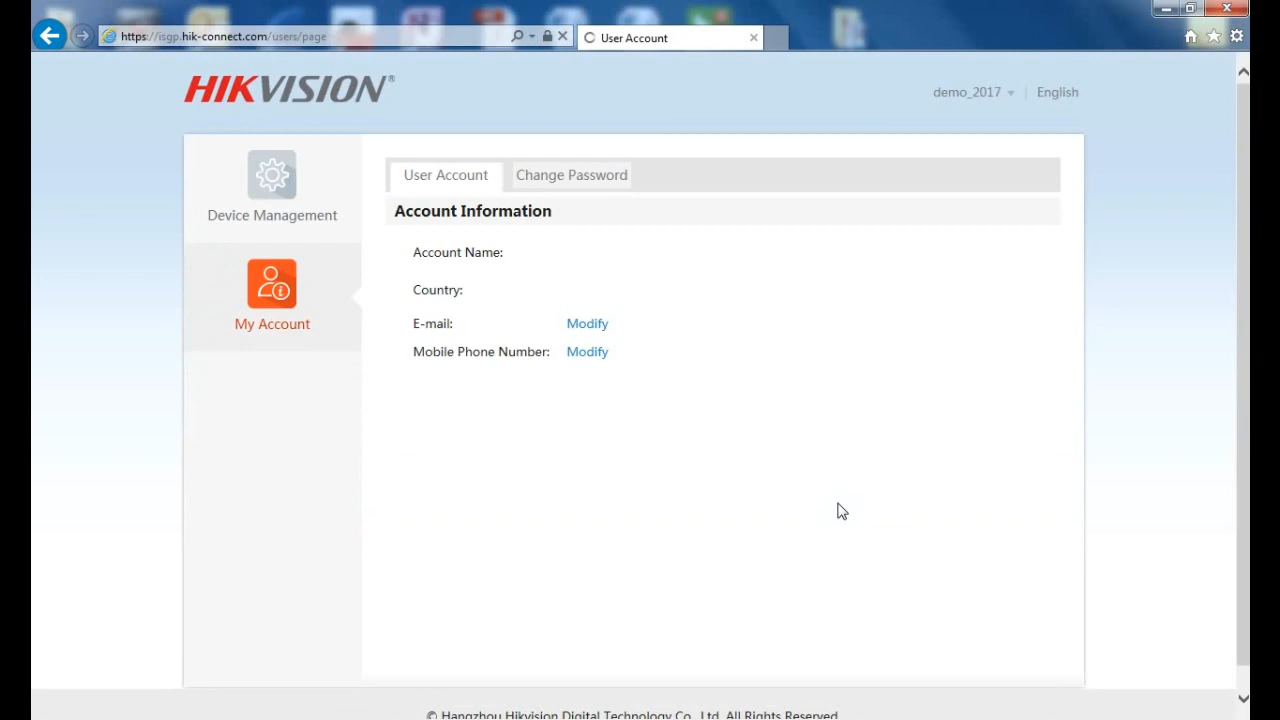 https://isgp.hik-connect.com/users/page
User Account
HIKVISION®
demo_2017 | English
Device Management
My Account
User Account
Change Password
Account Information
Account Name:
Country:
E-mail: Modify
Mobile Phone Number: Modify
© Hangzhou Hikvision Digital Technology Co., Ltd. All Rights Reserved.